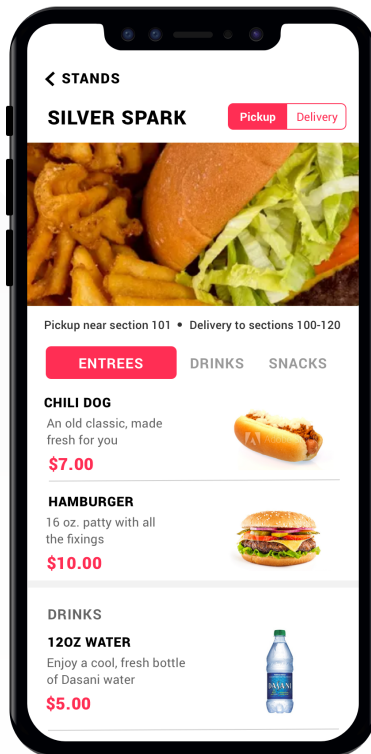 STANDS
SILVER SPARK
Pickup Delivery
Pickup near section 101 • Delivery to sections 100-120
ENTREES DRINKS SNACKS
CHILI DOG
An old classic, made
fresh for you
$7.00
HAMBURGER
16 oz. patty with all
the fixings
$10.00
DRINKS
12OZ WATER
Enjoy a cool, fresh bottle
of Dasani water
$5.00
DASANI